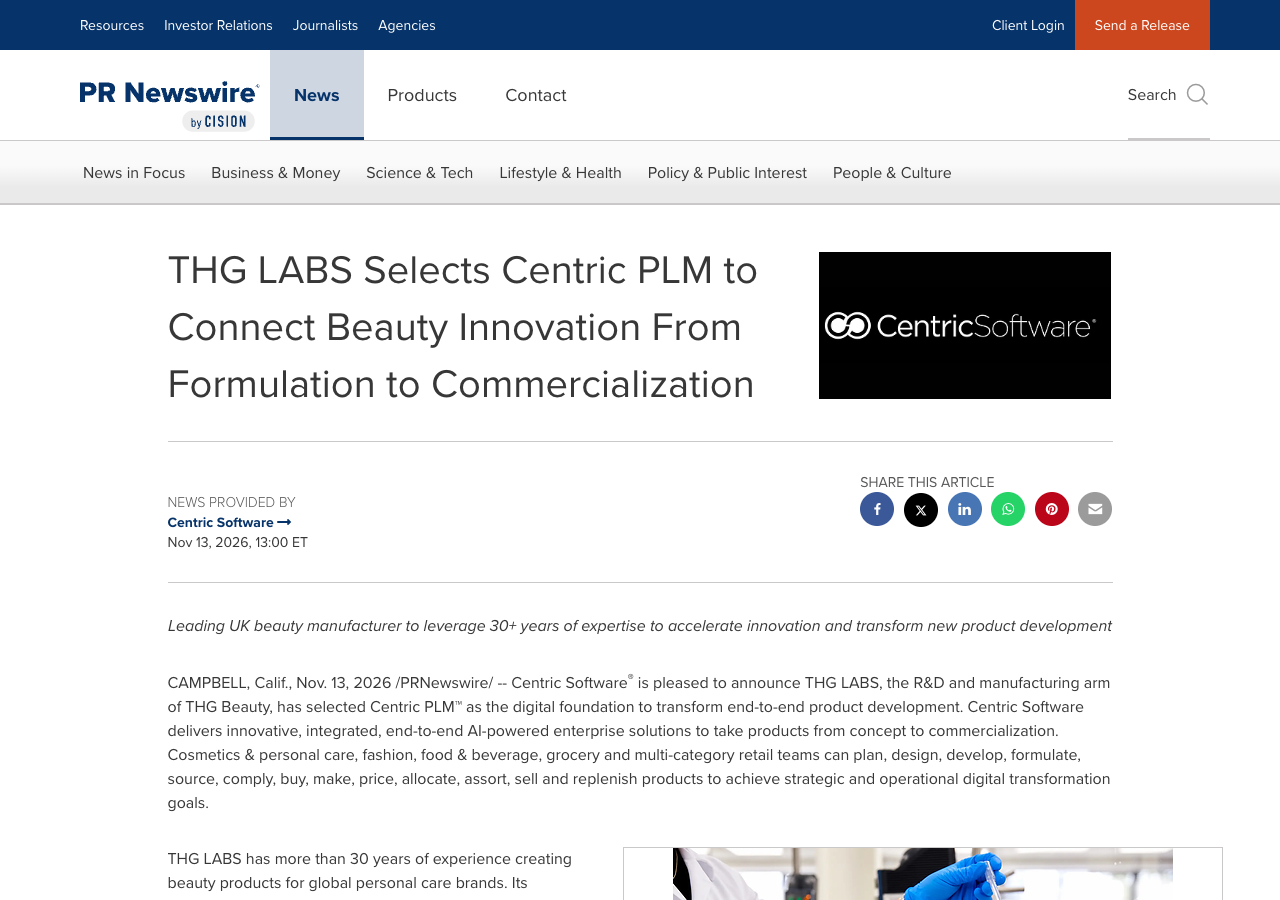 Resources Investor Relations Journalists Agencies Client Login Send a Release
PR Newswire®
by CISION
News Products Contact Search
News in Focus Business & Money Science & Tech Lifestyle & Health Policy & Public Interest People & Culture
THG LABS Selects Centric PLM to
Connect Beauty Innovation From
Formulation to Commercialization
CentricSoftware®
NEWS PROVIDED BY
Centric Software
Nov 13, 2026, 13:00 ET
SHARE THIS ARTICLE
Leading UK beauty manufacturer to leverage 30+ years of expertise to accelerate innovation and transform new product development
CAMPBELL, Calif., Nov. 13, 2026 /PRNewswire/ -- Centric Software® is pleased to announce THG LABS, the R&D and manufacturing arm
of THG Beauty, has selected Centric PLM™ as the digital foundation to transform end-to-end product development. Centric Software
delivers innovative, integrated, end-to-end AI-powered enterprise solutions to take products from concept to commercialization.
Cosmetics & personal care, fashion, food & beverage, grocery and multi-category retail teams can plan, design, develop, formulate,
source, comply, buy, make, price, allocate, assort, sell and replenish products to achieve strategic and operational digital transformation
goals.
THG LABS has more than 30 years of experience creating
beauty products for global personal care brands. Its